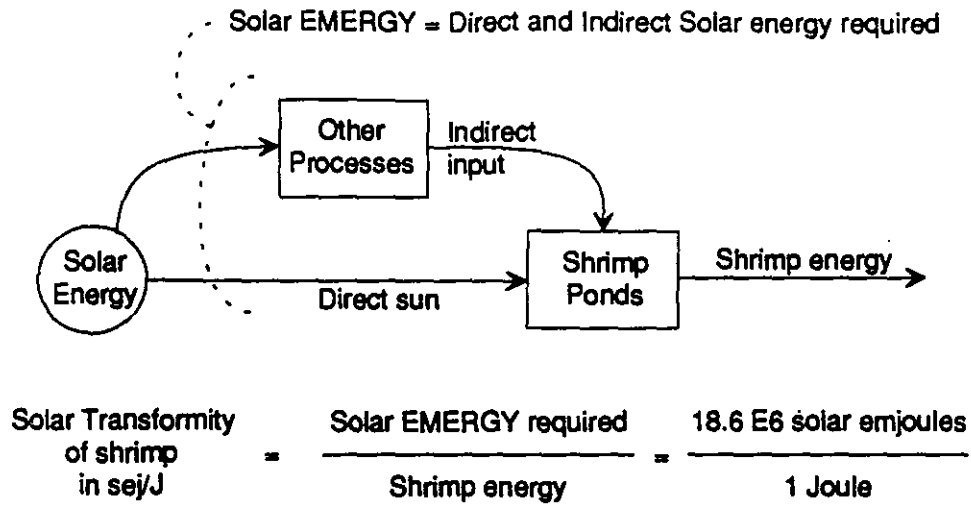 Solar EMERGY = Direct and Indirect Solar energy required
Other
Processes
Indirect
input
Solar
Energy
Direct sun
Shrimp
Ponds
Shrimp energy
Solar Transformity
of shrimp
in sej/J
=
Solar EMERGY required
Shrimp energy
=
18.6 E6 solar emjoules
1 Joule